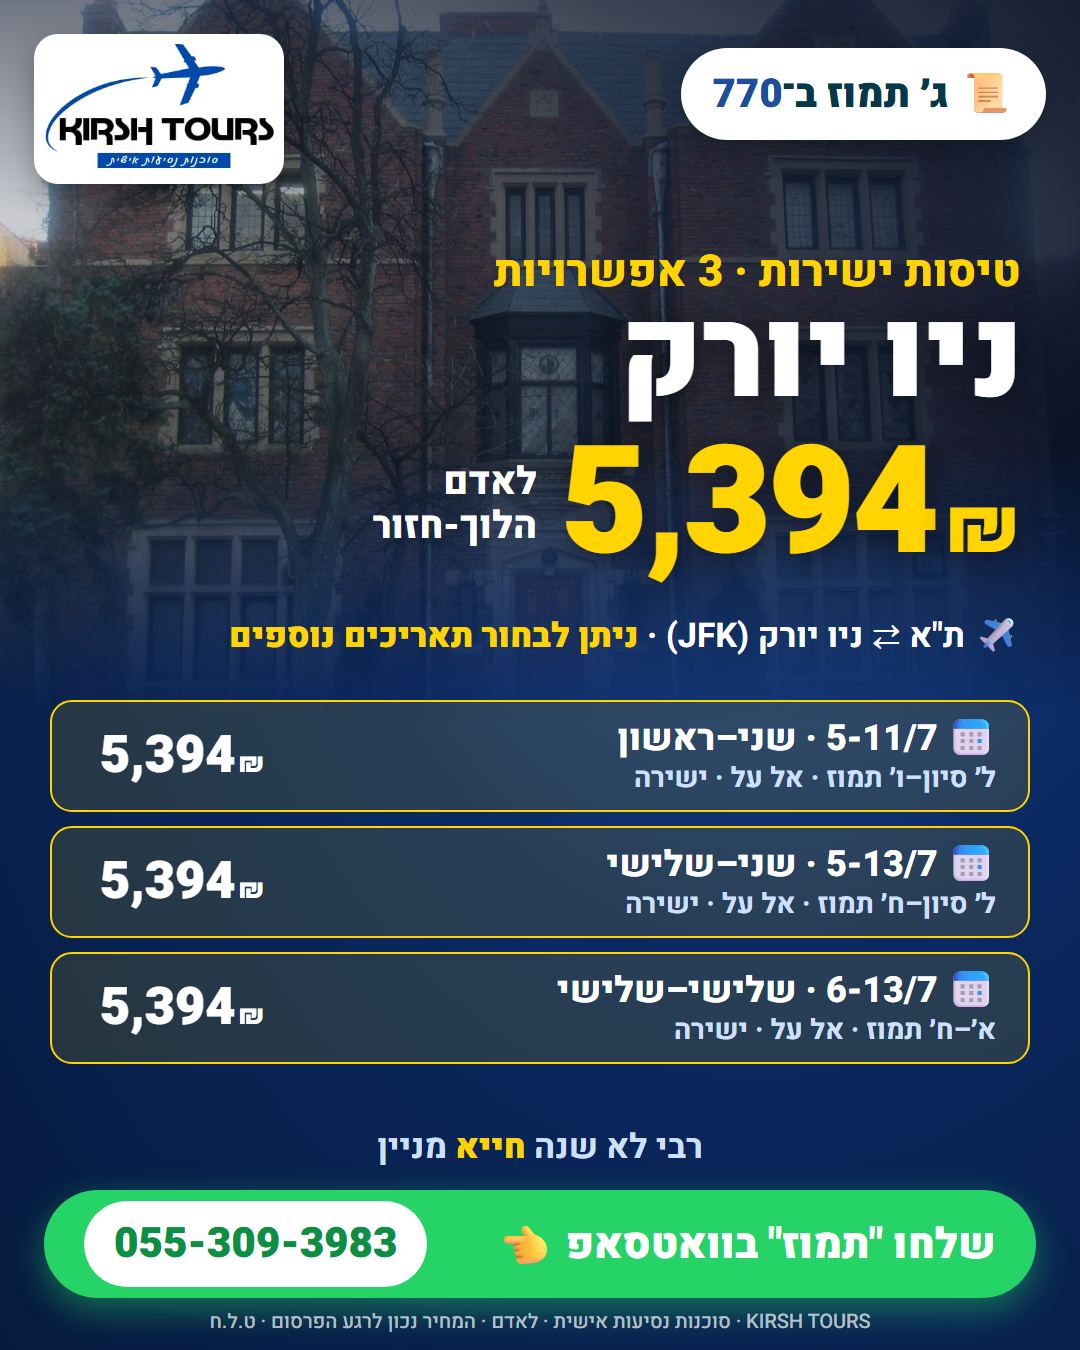 KIRSH TOURS
סוכנות נסיעות אישית
ג׳ תמוז ב־770
טיסות ישירות · 3 אפשרויות
ניו יורק
₪5,394
לאדם
הלוך-חזור
ת"א ⇄ ניו יורק (JFK) · ניתן לבחור תאריכים נוספים
5-11/7 · שני–ראשון
ל׳ סיון–ו׳ תמוז · אל על · ישירה
₪5,394
5-13/7 · שני–שלישי
ל׳ סיון–ח׳ תמוז · אל על · ישירה
₪5,394
6-13/7 · שלישי–שלישי
א׳–ח׳ תמוז · אל על · ישירה
₪5,394
רבי לא שנה חייא מניין
שלחו "תמוז" בוואטסאפ
055-309-3983
KIRSH TOURS · סוכנות נסיעות אישית · לאדם · המחיר נכון לרגע הפרסום · ט.ל.ח